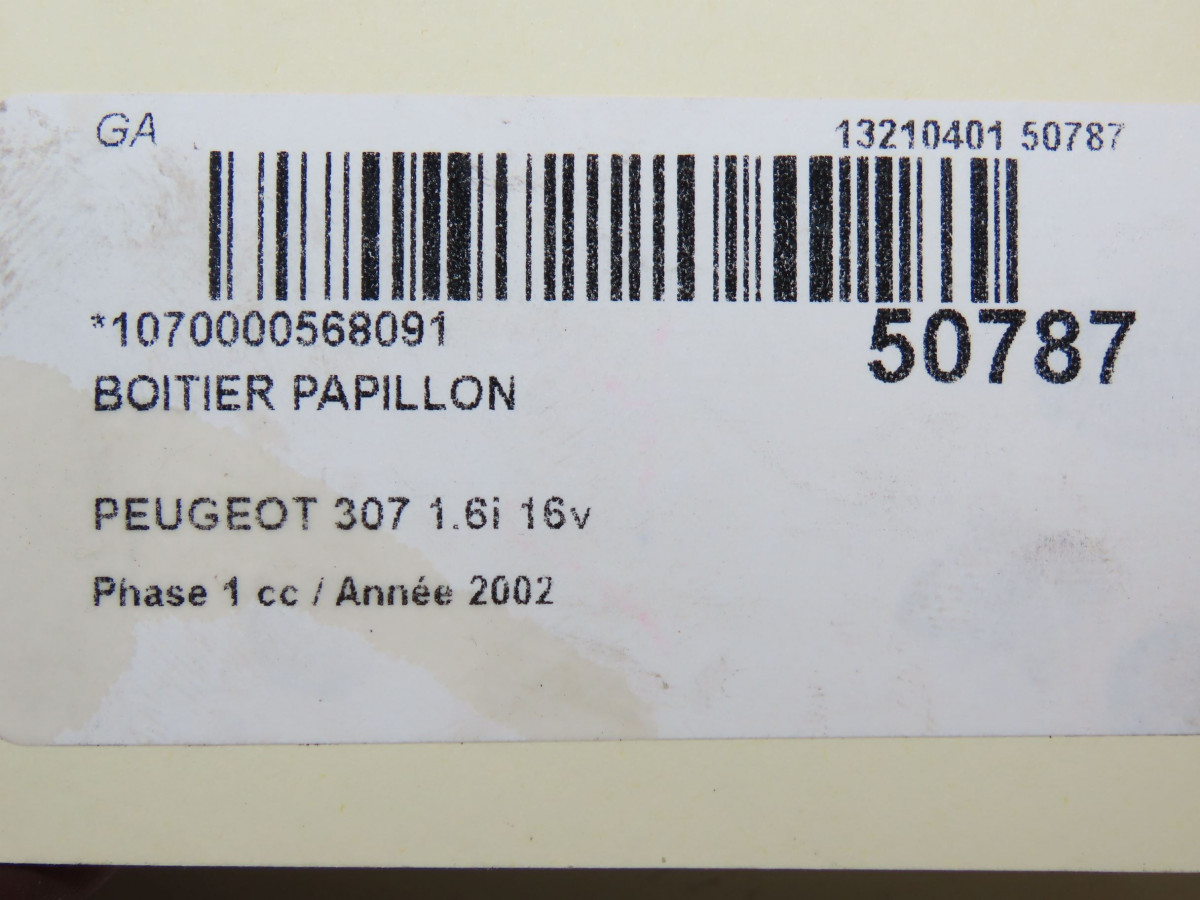 GA 13210401 50787
*1070000568091 50787
BOITIER PAPILLON
PEUGEOT 307 1.6i 16v
Phase 1 cc / Année 2002